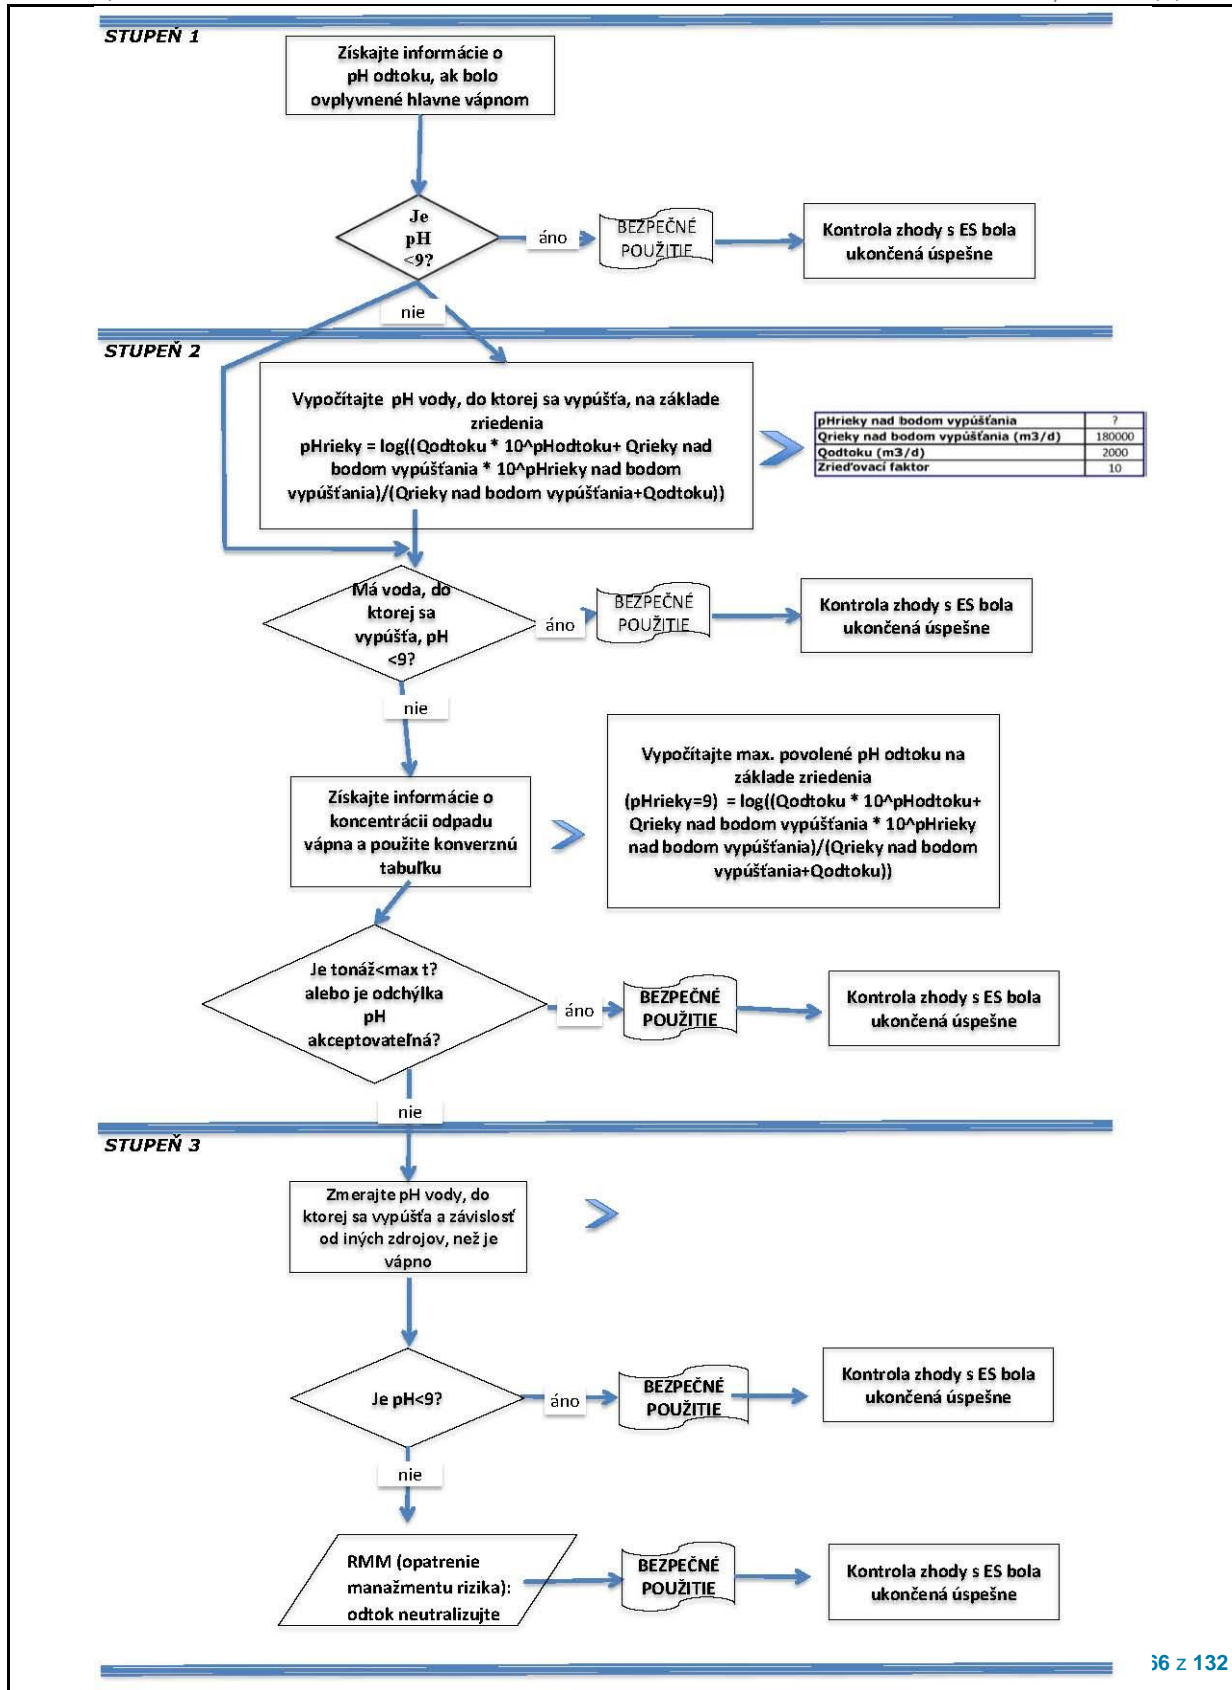 STUPEŇ 1
Získajte informácie o
pH odtoku, ak bolo
ovplyvnené hlavne vápnom
Je
pH
<9?
áno
BEZPEČNÉ
POUŽITIE
Kontrola zhody s ES bola
ukončená úspešne
nie
STUPEŇ 2
Vypočítajte pH vody, do ktorej sa vypúšťa, na základe
zriedenia
pHrieky = log((Qodtoku * 10^pHodtoku+ Qrieky nad
bodom vypúšťania * 10^pHrieky nad bodom
vypúšťania)/(Qrieky nad bodom vypúšťania+Qodtoku))
pHrieky nad bodom vypúšťania ?
Qrieky nad bodom vypúšťania (m3/d) 180000
Qodtoku (m3/d) 2000
Zrieďovací faktor 10
Má voda, do
ktorej sa
vypúšťa, pH
<9?
áno
BEZPEČNÉ
POUŽITIE
Kontrola zhody s ES bola
ukončená úspešne
nie
Získajte informácie o
koncentrácii odpadu
vápna a použite konverznú
tabuľku
Vypočítajte max. povolené pH odtoku na
základe zriedenia
(pHrieky=9) = log((Qodtoku * 10^pHodtoku+
Qrieky nad bodom vypúšťania * 10^pHrieky
nad bodom vypúšťania)/(Qrieky nad bodom
vypúšťania+Qodtoku))
Je tonáž<max t?
alebo je odchýlka
pH
akceptovateľná?
áno
BEZPEČNÉ
POUŽITIE
Kontrola zhody s ES bola
ukončená úspešne
nie
STUPEŇ 3
Zmerajte pH vody, do
ktorej sa vypúšťa a závislosť
od iných zdrojov, než je
vápno
Je pH<9?
áno
BEZPEČNÉ
POUŽITIE
Kontrola zhody s ES bola
ukončená úspešne
nie
RMM (opatrenie
manažmentu rizika):
odtok neutralizujte
BEZPEČNÉ
POUŽITIE
Kontrola zhody s ES bola
ukončená úspešne
66 z 132